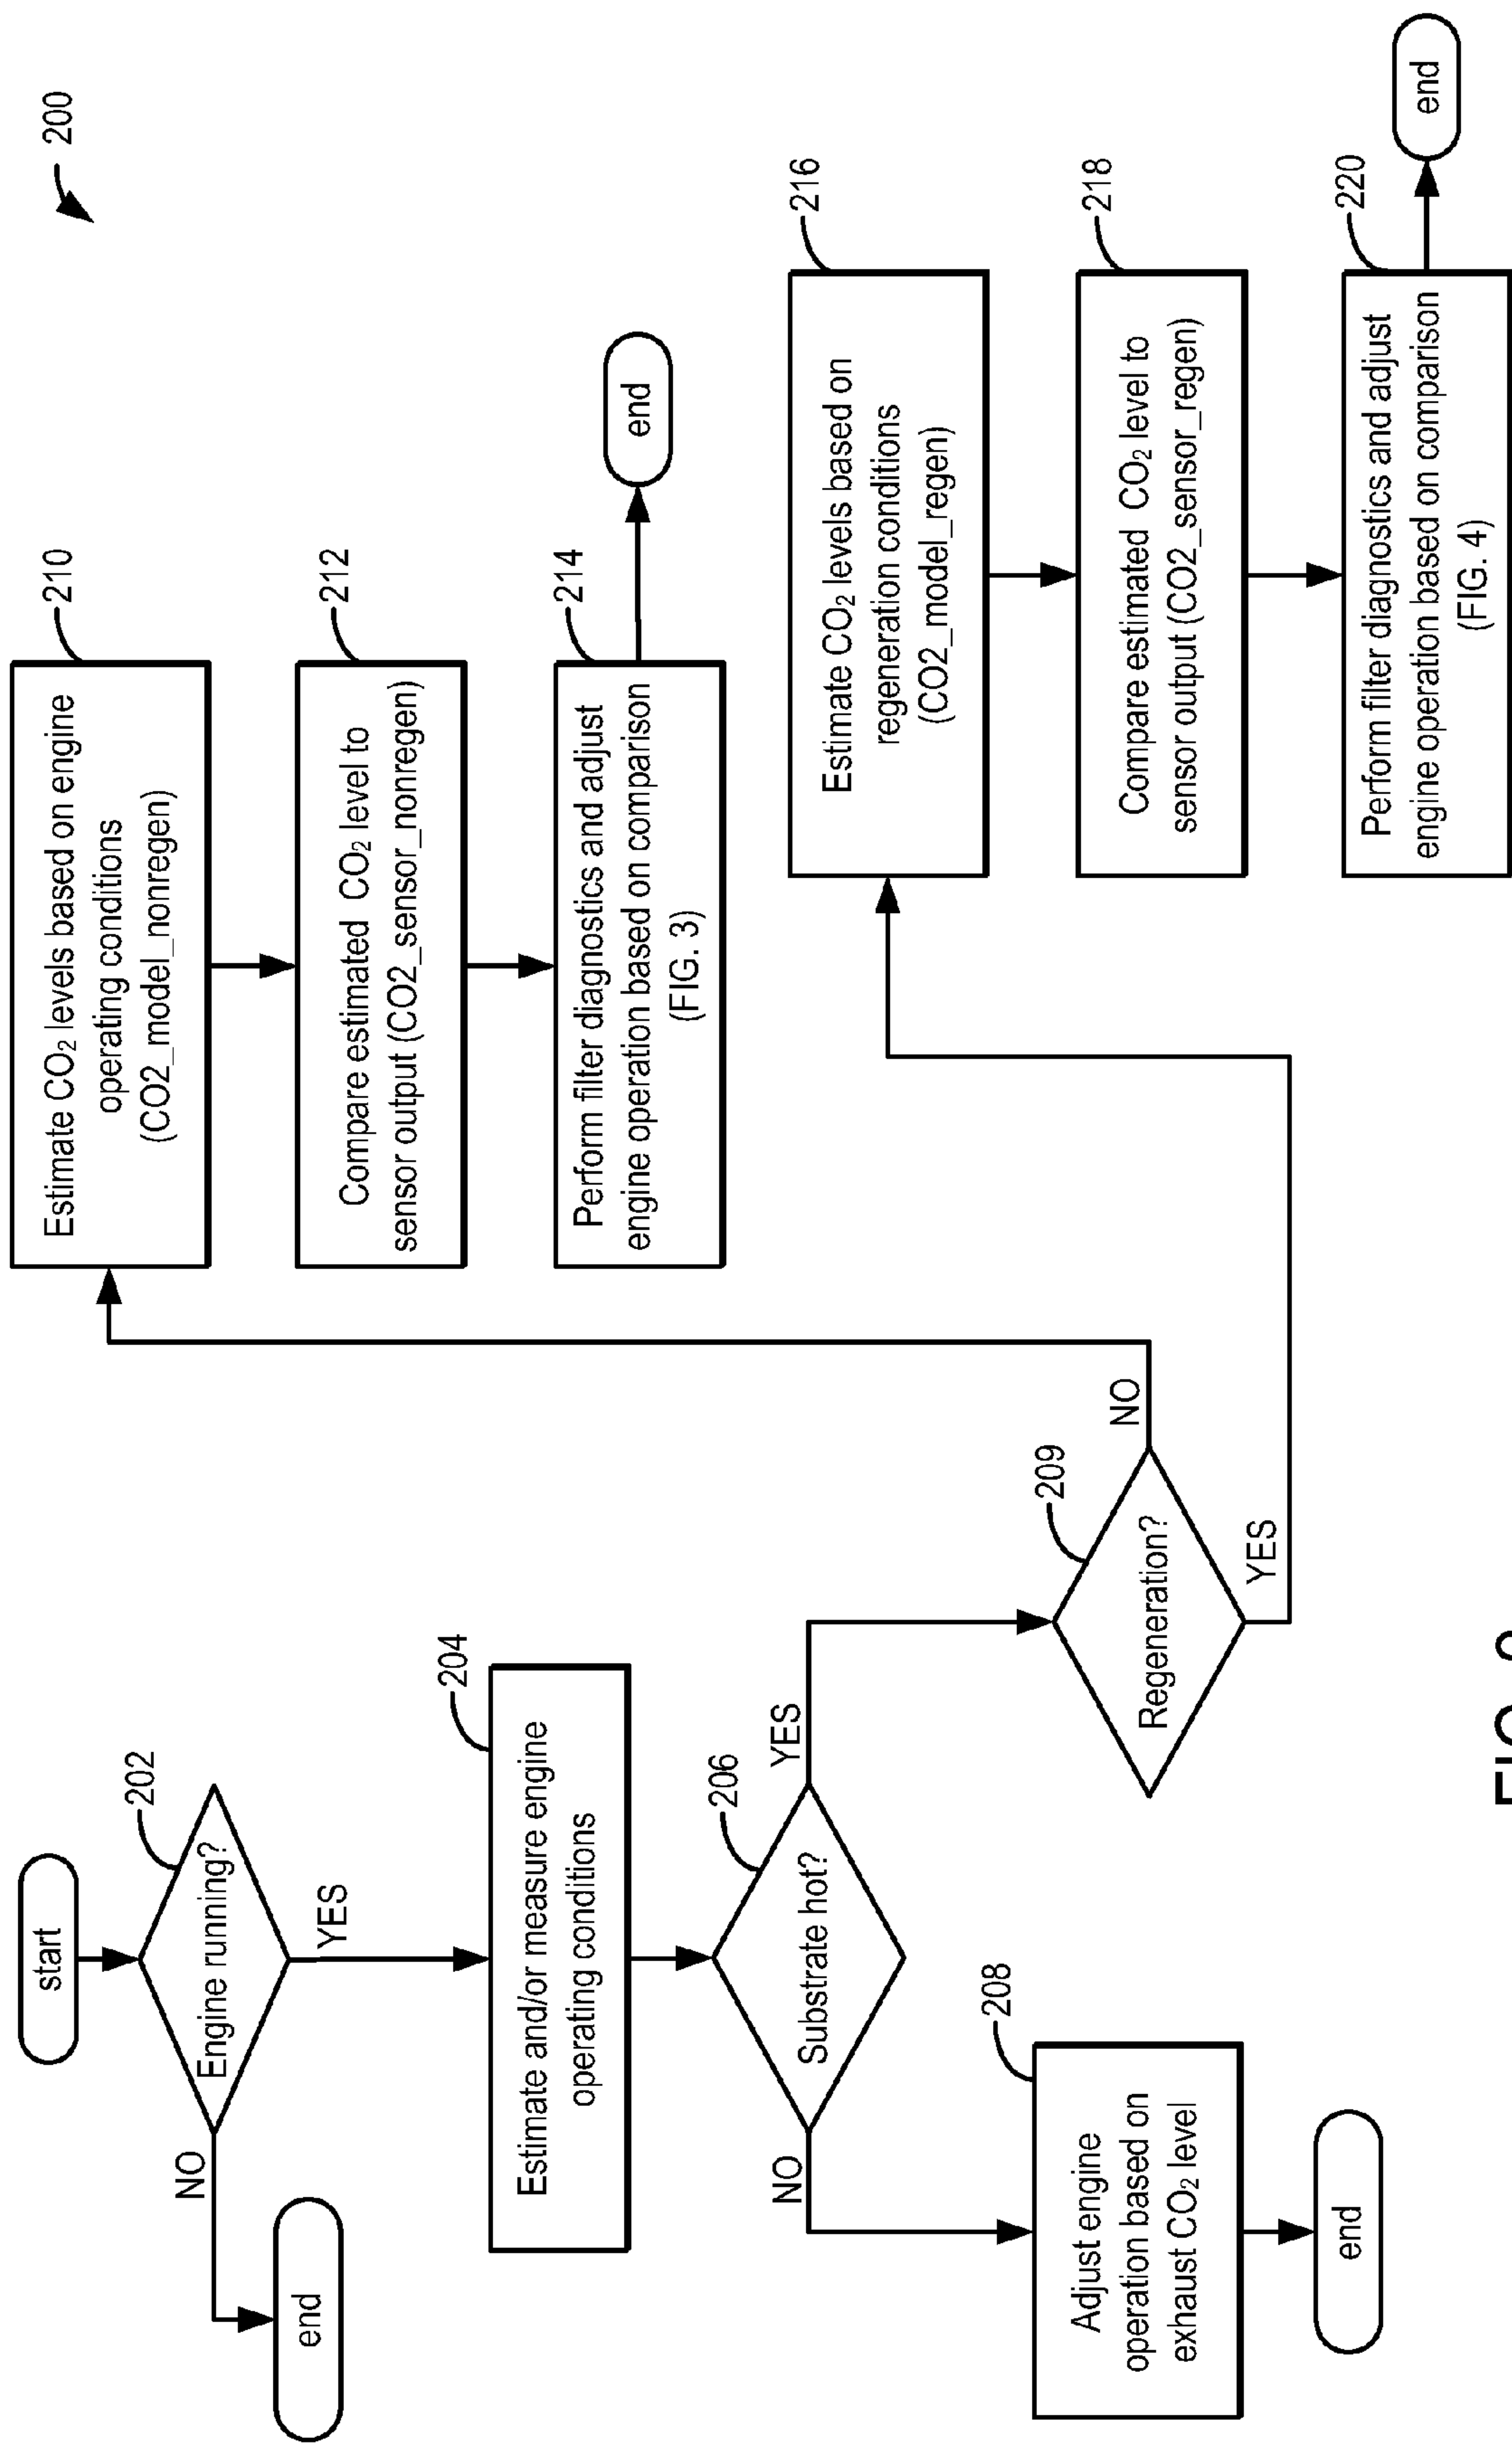 200
start
202
Engine running?
NO
YES
end
204
Estimate and/or measure engine
operating conditions
206
Substrate hot?
NO
YES
208
Adjust engine
operation based on
exhaust CO₂ level
end
209
Regeneration?
NO
YES
210
Estimate CO₂ levels based on engine
operating conditions
(CO2_model_nonregen)
212
Compare estimated CO₂ level to
sensor output (CO2_sensor_nonregen)
214
Perform filter diagnostics and adjust
engine operation based on comparison
(FIG. 3)
end
216
Estimate CO₂ levels based on
regeneration conditions
(CO2_model_regen)
218
Compare estimated CO₂ level to
sensor output (CO2_sensor_regen)
220
Perform filter diagnostics and adjust
engine operation based on comparison
(FIG. 4)
end
FIG.